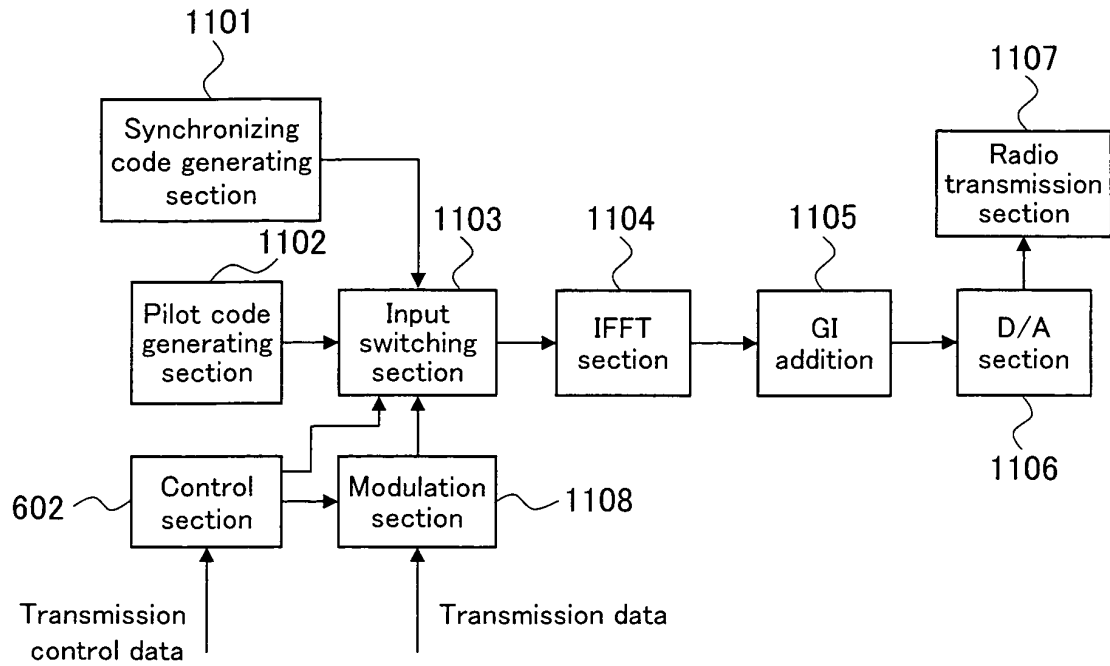 1101
Synchronizing
code generating
section
1107
Radio
transmission
section
1102
Pilot code
generating
section
1103
Input
switching
section
1104
IFFT
section
1105
GI
addition
D/A
section
1106
602
Control
section
Modulation
section
1108
Transmission
control data
Transmission data